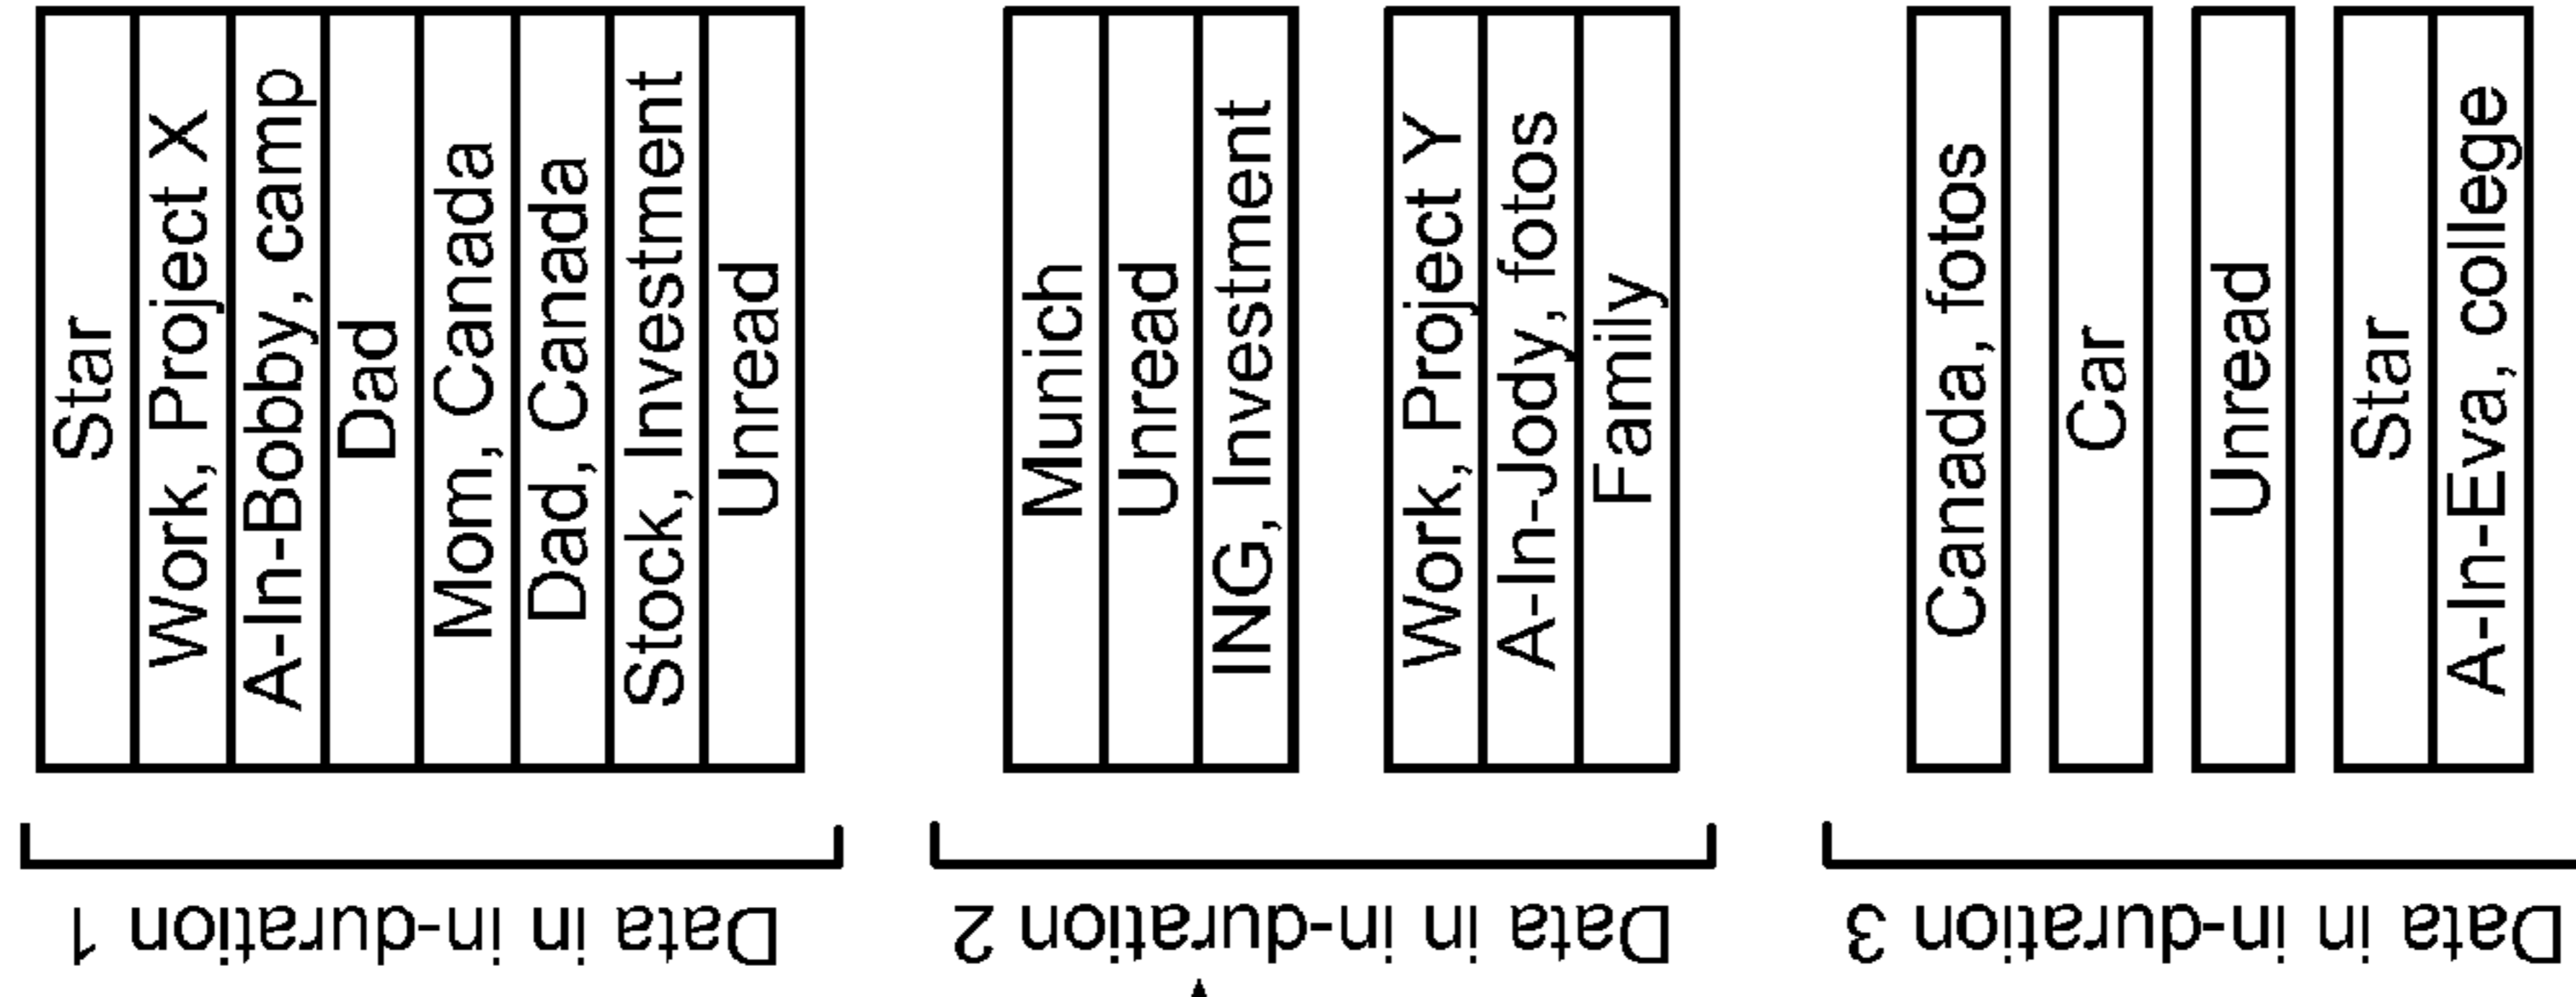 Star
Work, Project X
A-In-Bobby, camp
Dad
Mom, Canada
Dad, Canada
Stock, Investment
Unread
Data in in-duration 1
Munich
Unread
ING, Investment
Work, Project Y
A-In-Jody, fotos
Family
Data in in-duration 2
Canada, fotos
Car
Unread
Star
A-In-Eva, college
Data in in-duration 3